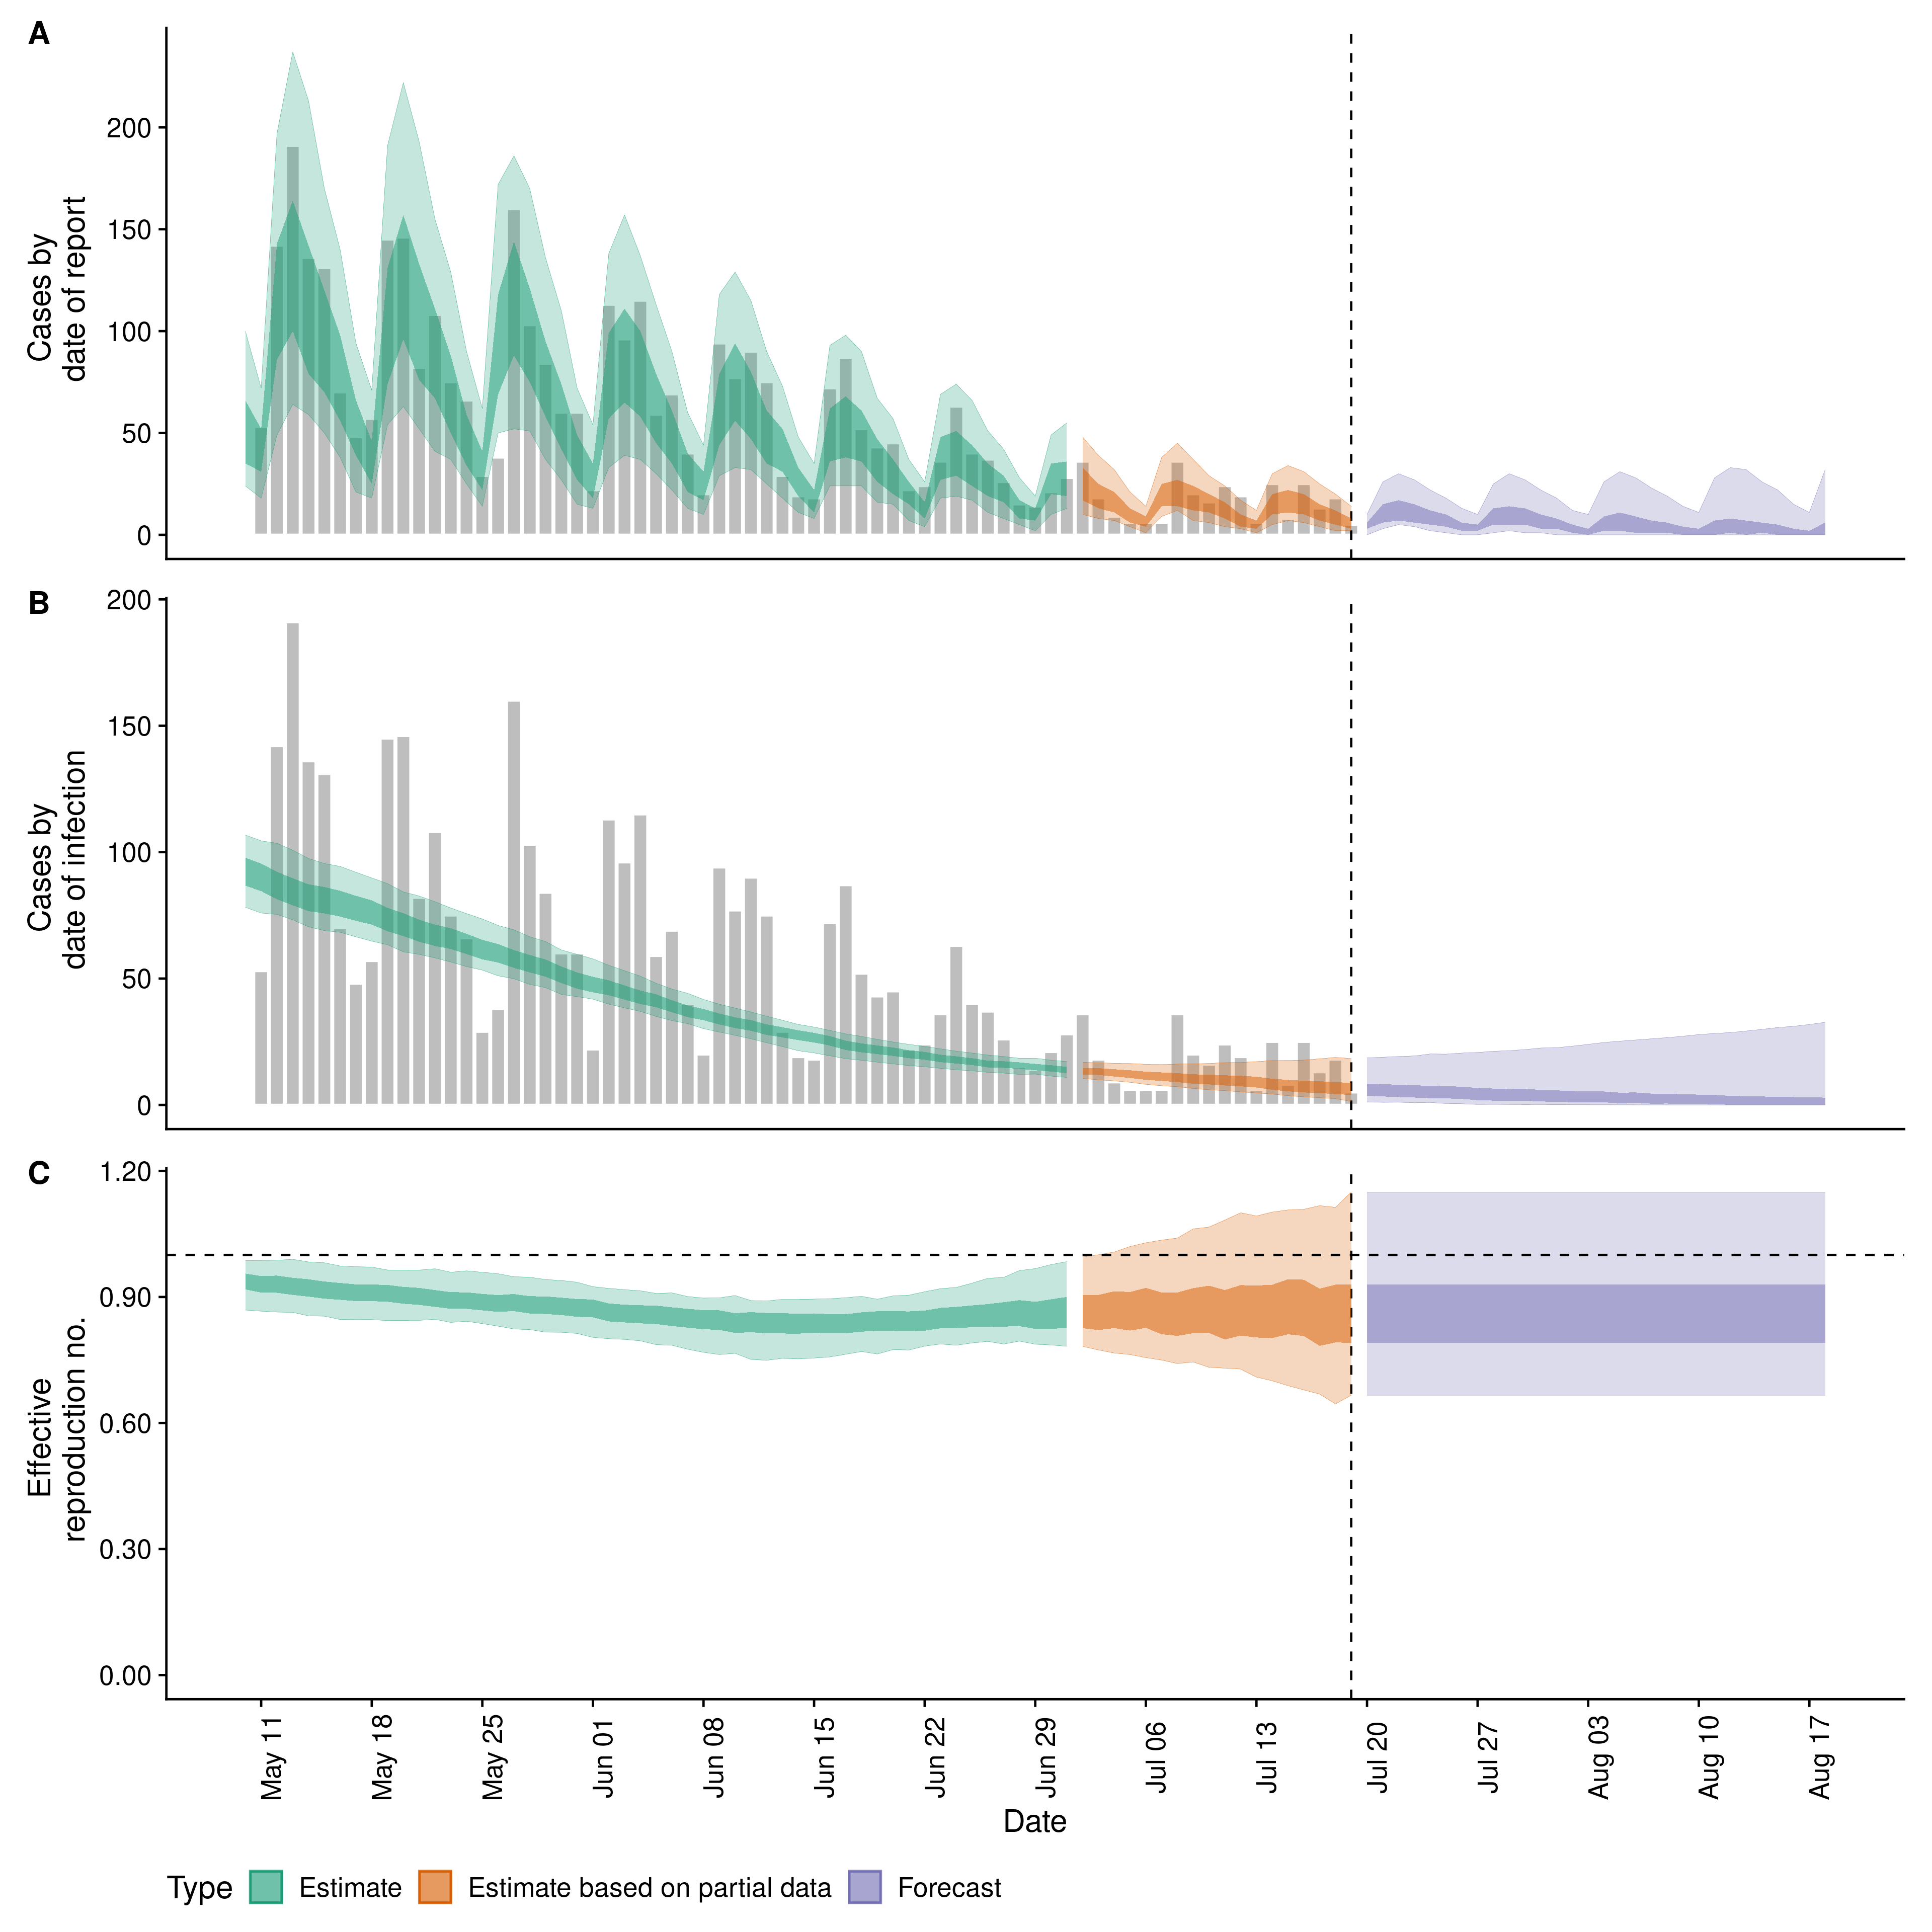 A
Cases by
date of report
200
150
100
50
0
B
Cases by
date of infection
200
150
100
50
0
C
Effective
reproduction no.
1.20
0.90
0.60
0.30
0.00
May 11
May 18
May 25
Jun 01
Jun 08
Jun 15
Jun 22
Jun 29
Jul 06
Jul 13
Jul 20
Jul 27
Aug 03
Aug 10
Aug 17
Date
Type Estimate Estimate based on partial data Forecast